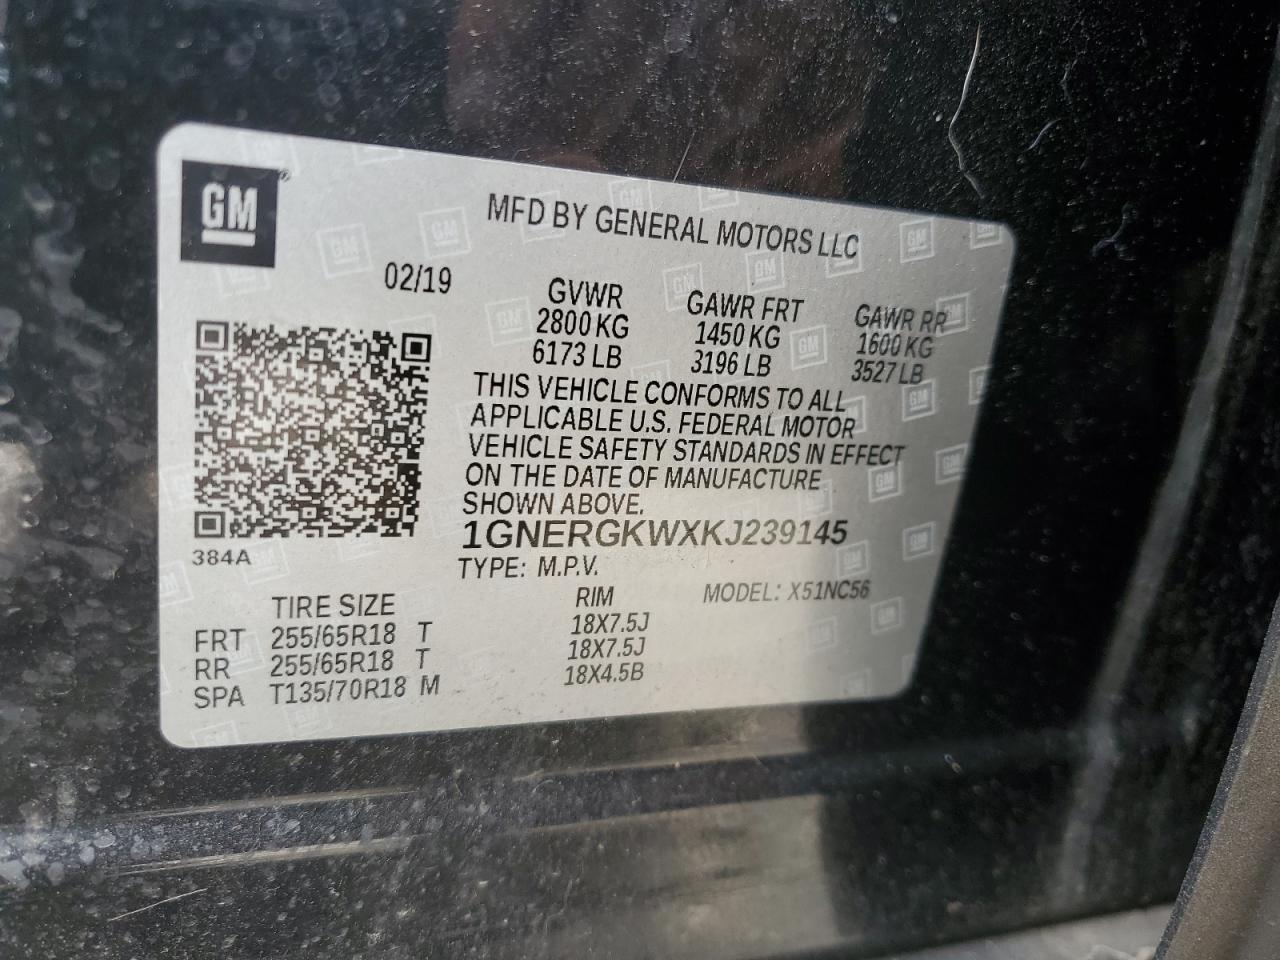 GM
MFD BY GENERAL MOTORS LLC
02/19
GVWR GAWR FRT GAWR RR
2800 KG 1450 KG 1600 KG
6173 LB 3196 LB 3527 LB
THIS VEHICLE CONFORMS TO ALL
APPLICABLE U.S. FEDERAL MOTOR
VEHICLE SAFETY STANDARDS IN EFFECT
ON THE DATE OF MANUFACTURE
SHOWN ABOVE.
1GNERGKWXKJ239145
384A
TYPE: M.P.V. MODEL: X51NC56
TIRE SIZE RIM
FRT 255/65R18 T 18X7.5J
RR 255/65R18 T 18X7.5J
SPA T135/70R18 M 18X4.5B